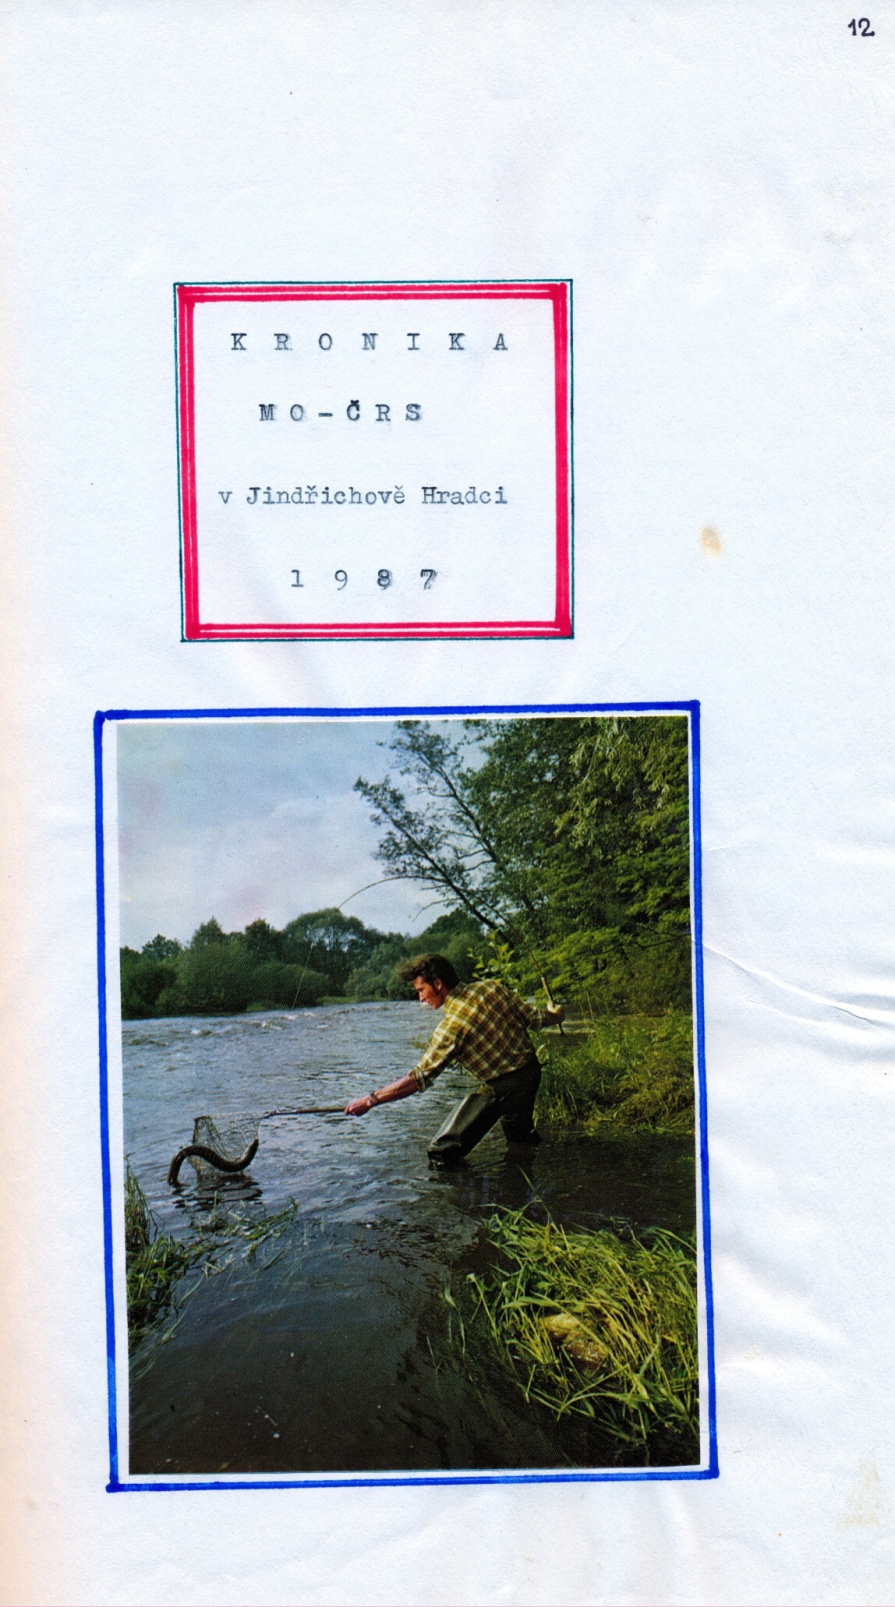 12
K R O N I K A
M O - Č R S
v Jindřichově Hradci
1 9 8 7